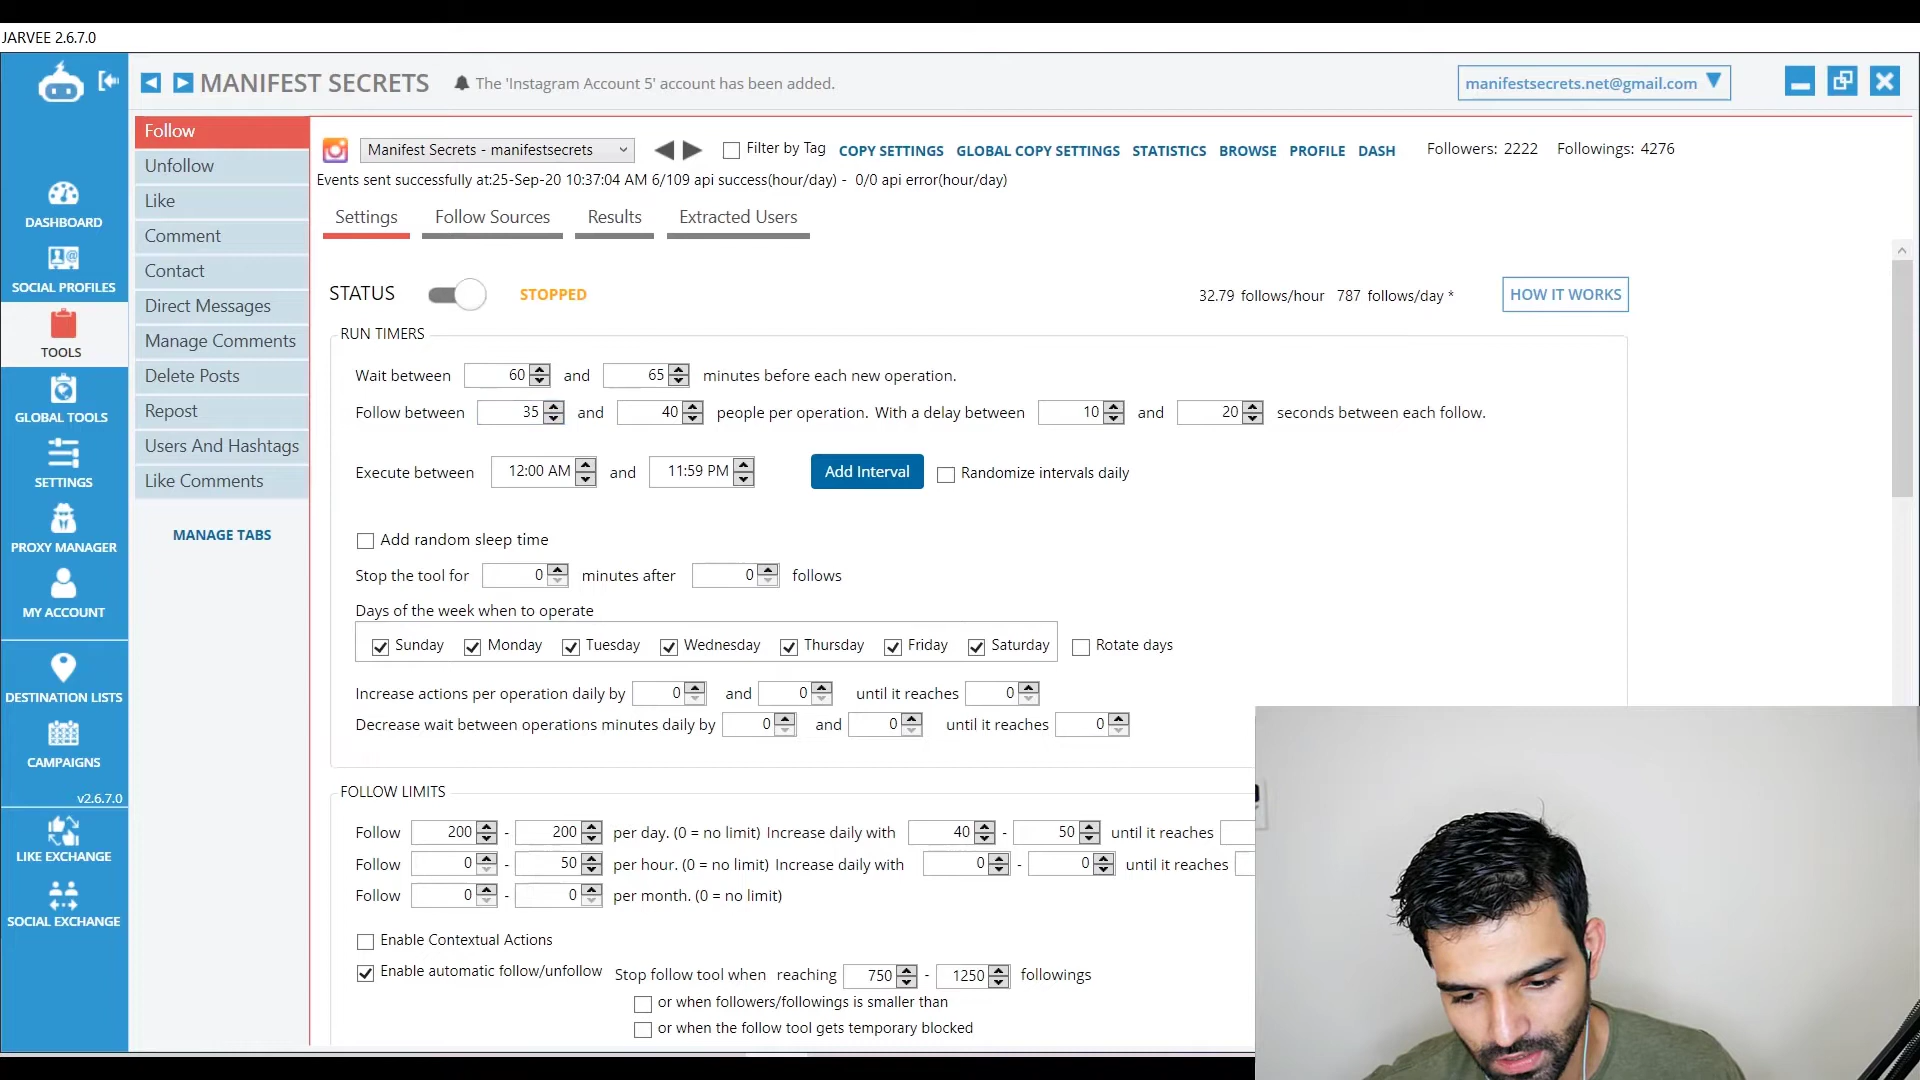 JARVEE 2.6.7.0
MANIFEST SECRETS The 'Instagram Account 5' account has been added. manifestsecrets.net@gmail.com
DASHBOARD
SOCIAL PROFILES
TOOLS
GLOBAL TOOLS
SETTINGS
PROXY MANAGER
MY ACCOUNT
DESTINATION LISTS
CAMPAIGNS
v2.6.7.0
LIKE EXCHANGE
SOCIAL EXCHANGE
Follow
Unfollow
Like
Comment
Contact
Direct Messages
Manage Comments
Delete Posts
Repost
Users And Hashtags
Like Comments
MANAGE TABS
Manifest Secrets - manifestsecrets Filter by Tag COPY SETTINGS GLOBAL COPY SETTINGS STATISTICS BROWSE PROFILE DASH Followers: 2222 Followings: 4276
Events sent successfully at:25-Sep-20 10:37:04 AM 6/109 api success(hour/day) - 0/0 api error(hour/day)
Settings Follow Sources Results Extracted Users
STATUS STOPPED 32.79 follows/hour 787 follows/day * HOW IT WORKS
RUN TIMERS
Wait between 60 and 65 minutes before each new operation.
Follow between 35 and 40 people per operation. With a delay between 10 and 20 seconds between each follow.
Execute between 12:00 AM and 11:59 PM Add Interval Randomize intervals daily
Add random sleep time
Stop the tool for 0 minutes after 0 follows
Days of the week when to operate
Sunday Monday Tuesday Wednesday Thursday Friday Saturday Rotate days
Increase actions per operation daily by 0 and 0 until it reaches 0
Decrease wait between operations minutes daily by 0 and 0 until it reaches 0
FOLLOW LIMITS
Follow 200 - 200 per day. (0 = no limit) Increase daily with 40 - 50 until it reaches
Follow 0 - 50 per hour. (0 = no limit) Increase daily with 0 - 0 until it reaches
Follow 0 - 0 per month. (0 = no limit)
Enable Contextual Actions
Enable automatic follow/unfollow Stop follow tool when reaching 750 - 1250 followings
or when followers/followings is smaller than
or when the follow tool gets temporary blocked